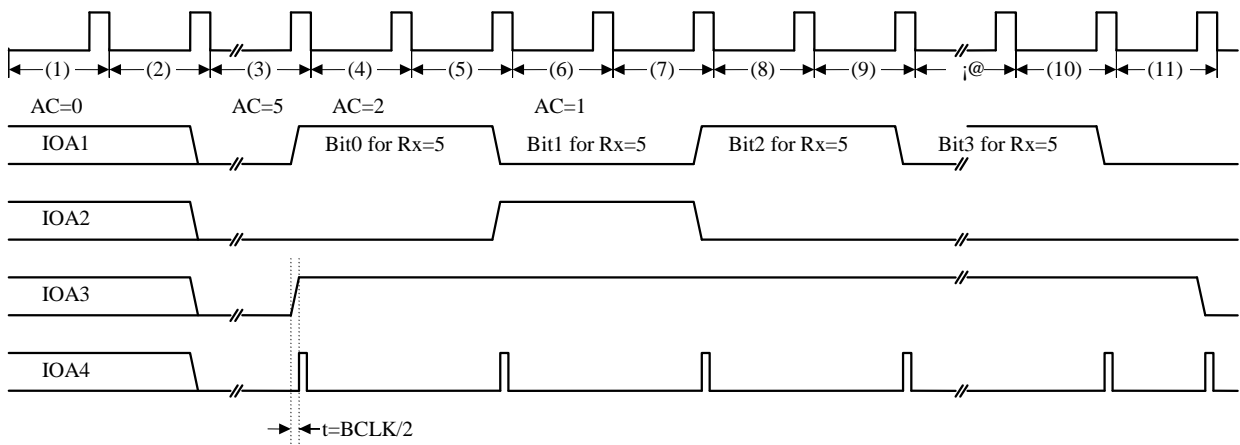 (1) (2) (3) (4) (5) (6) (7) (8) (9) ¡@ (10) (11)
AC=0 AC=5 AC=2 AC=1
IOA1 Bit0 for Rx=5 Bit1 for Rx=5 Bit2 for Rx=5 Bit3 for Rx=5
IOA2
IOA3
IOA4
t=BCLK/2